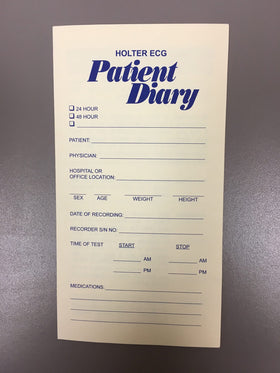 HOLTER ECG
Patient
Diary
24 HOUR
48 HOUR
PATIENT:
PHYSICIAN:
HOSPITAL OR
OFFICE LOCATION:
SEX AGE WEIGHT HEIGHT
DATE OF RECORDING:
RECORDER S/N NO:
TIME OF TEST START STOP
AM AM
PM PM
MEDICATIONS: